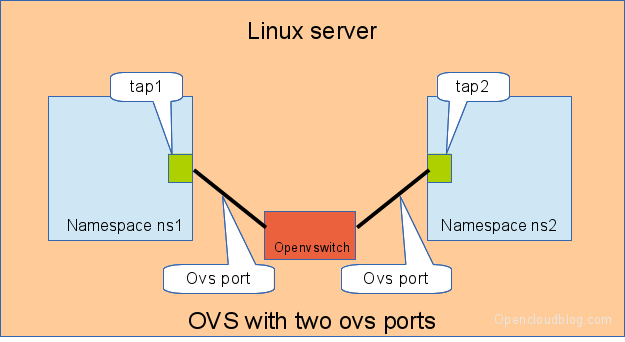 Linux server
tap1
tap2
Namespace ns1
Namespace ns2
Openvswitch
Ovs port
Ovs port
OVS with two ovs ports
Opencloudblog.com